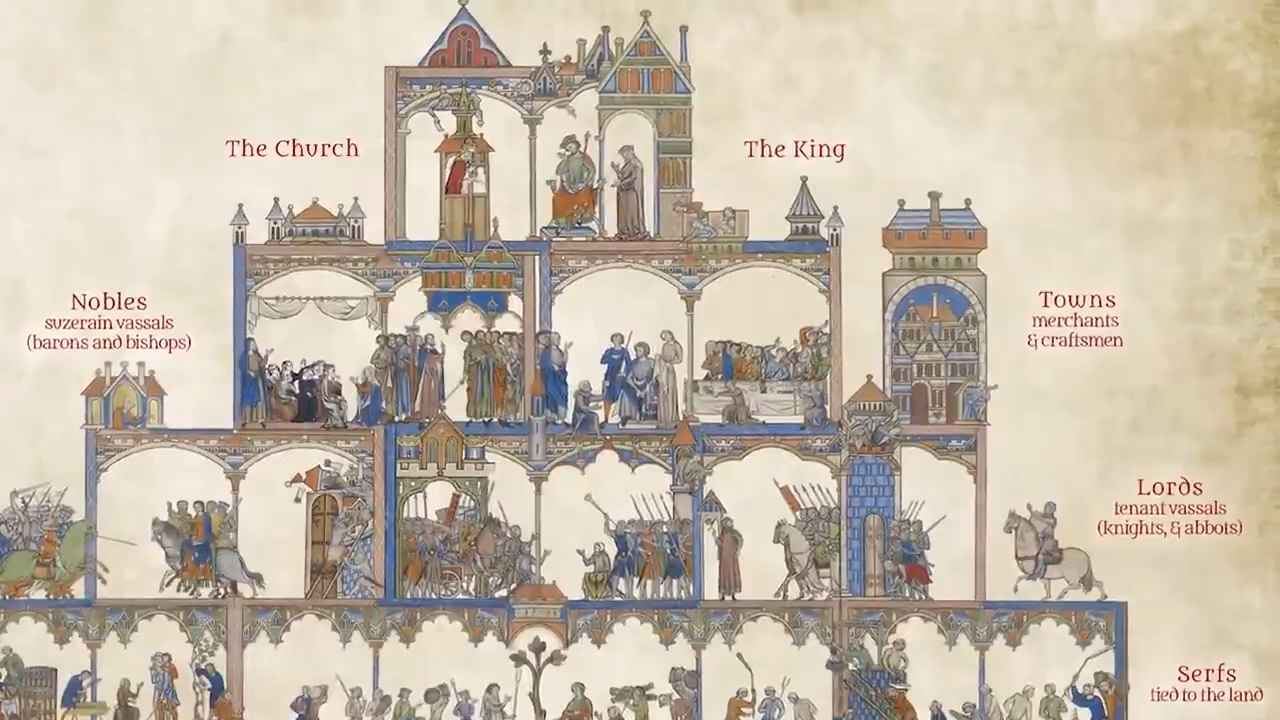 The Church
The King
Nobles
suzerain vassals
(barons and bishops)
Towns
merchants
& craftsmen
Lords
tenant vassals
(knights, & abbots)
Serfs
tied to the land